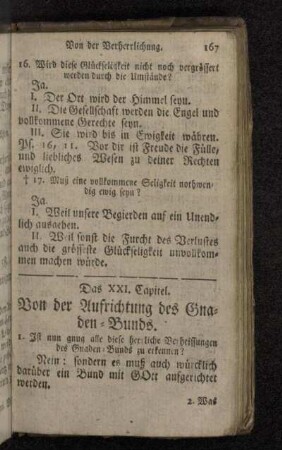 Von der Verherrlichung. 167
16. Wird diese Glückseligkeit nicht noch vergrössert
werden durch die Umstände?
Ja.
I. Der Ort wird der Himmel seyn.
II. Die Gesellschaft werden die Engel und
vollkommene Gerechte seyn.
III. Sie wird bis in Ewigkeit währen.
Ps. 16, 11. Vor dir ist Freude die Fülle,
und liebliches Wesen zu deiner Rechten
ewiglich.
† 17. Muß eine vollkommene Seligkeit nothwen-
dig ewig seyn?
Ja
I. Weil unsere Begierden auf ein Unend-
lich ausgehen.
II. Weil sonst die Furcht des Verlustes
auch die grösseste Glückseligkeit unvollkom-
men machen würde.
Das XXI. Capitel.
Von der Aufrichtung des Gna-
den-Bunds.
1. Ist nun gnug alle diese herrliche Verheissungen
des Gnaden-Bunds zu erkennen?
Nein: sondern es muß auch würcklich
darüber ein Bund mit GOtt aufgerichtet
werden.
2. Was